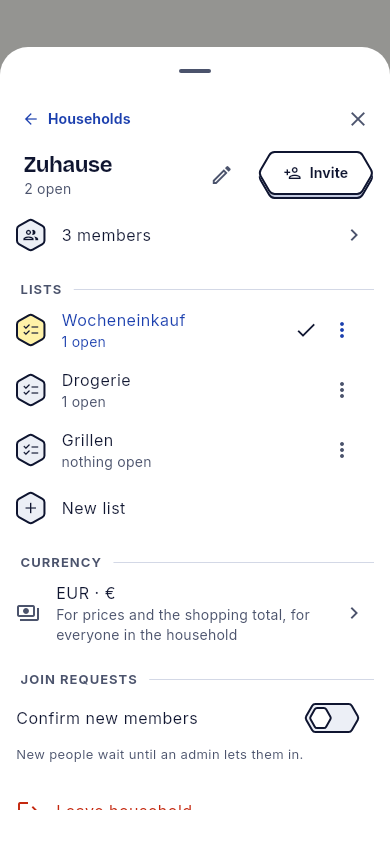 Households
Zuhause
2 open
Invite
3 members
LISTS
Wocheneinkauf
1 open
Drogerie
1 open
Grillen
nothing open
New list
CURRENCY
EUR · €
For prices and the shopping total, for
everyone in the household
JOIN REQUESTS
Confirm new members
New people wait until an admin lets them in.
Leave household